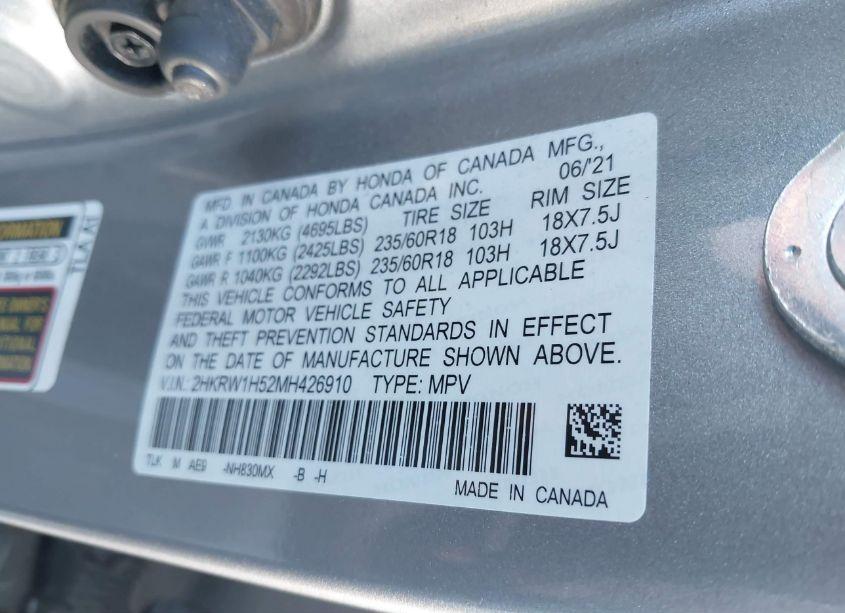 MFD. IN CANADA BY HONDA OF CANADA MFG.,
A DIVISION OF HONDA CANADA INC. 06/'21
GVWR 2130KG (4695LBS) TIRE SIZE RIM SIZE
GAWR F 1100KG (2425LBS) 235/60R18 103H 18X7.5J
GAWR R 1040KG (2292LBS) 235/60R18 103H 18X7.5J
THIS VEHICLE CONFORMS TO ALL APPLICABLE
FEDERAL MOTOR VEHICLE SAFETY
AND THEFT PREVENTION STANDARDS IN EFFECT
ON THE DATE OF MANUFACTURE SHOWN ABOVE.
V.I.N.: 2HKRW1H52MH426910 TYPE: MPV
TLK M AE9 -NH830MX -B -H
MADE IN CANADA
TLA A1